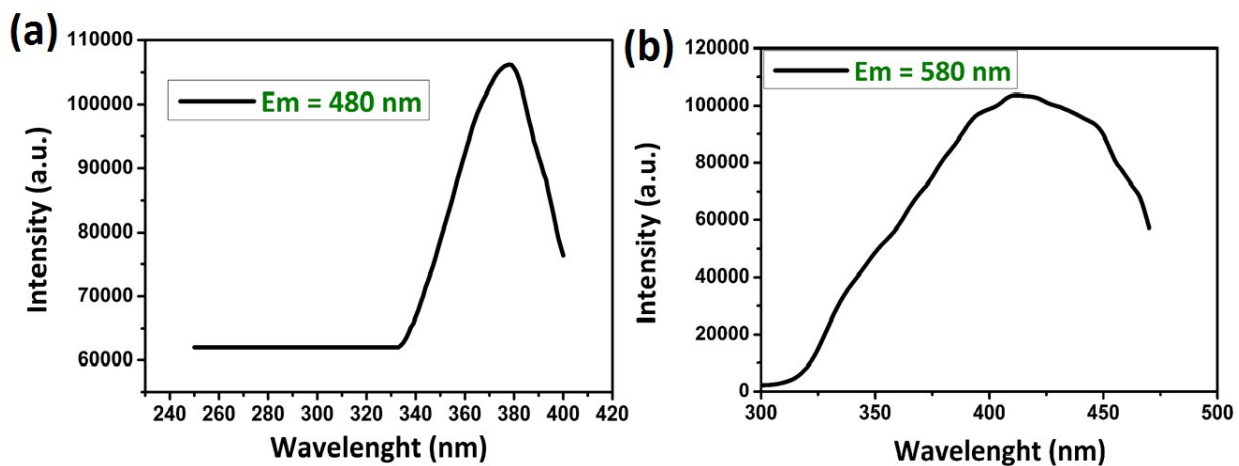 (a)
110000
100000
90000
80000
70000
60000
Intensity (a.u.)
Em = 480 nm
240 260 280 300 320 340 360 380 400 420
Wavelenght (nm)
(b)
120000
100000
80000
60000
40000
20000
0
Intensity (a.u.)
Em = 580 nm
300 350 400 450 500
Wavelenght (nm)